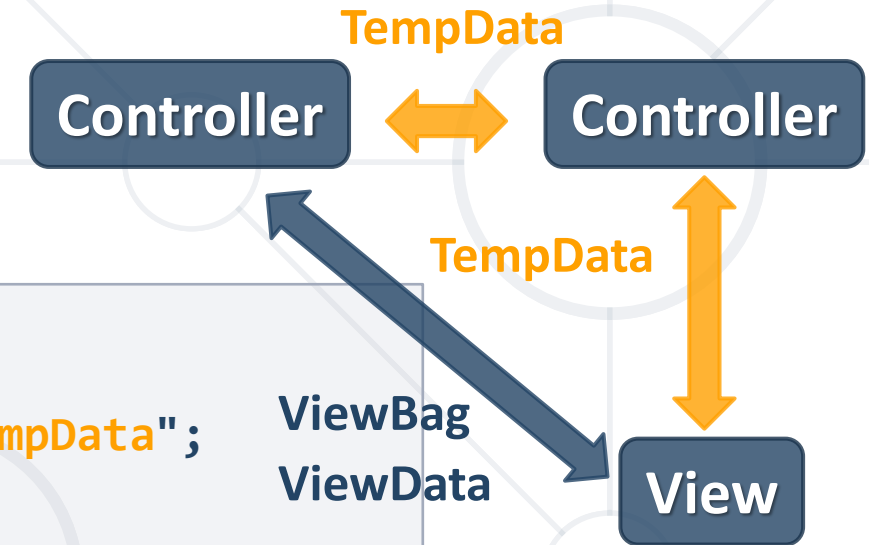 TempData
Controller
Controller
TempData
mpData";
ViewBag
ViewData
View